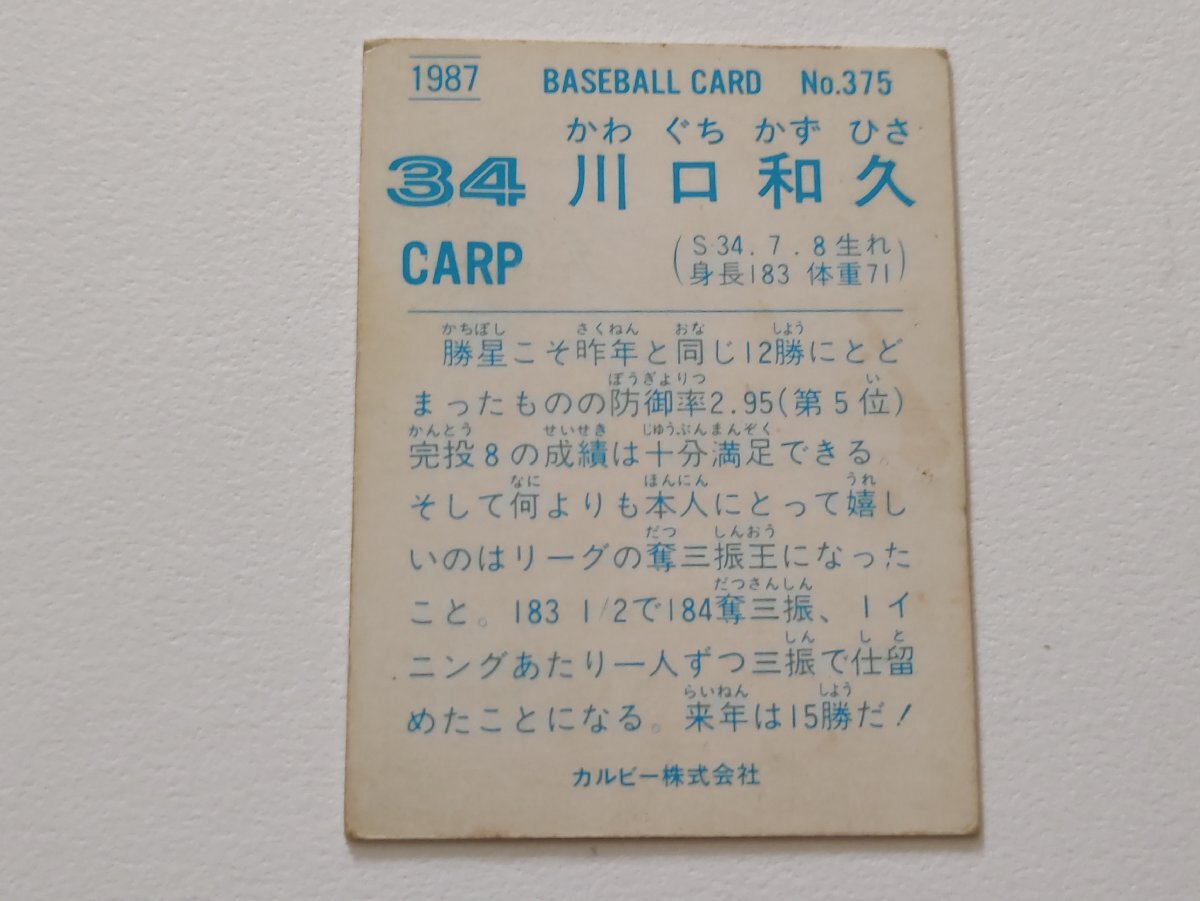 1987 BASEBALL CARD No.375
かわ ぐち かず ひさ
34 川口和久
CARP (S34.7.8生れ
身長183 体重71)
かちぼし さくねん おな しよう
勝星こそ昨年と同じ12勝にとど
ぼうぎよりつ い
まったものの防御率2.95(第5位)
かんとう せいせき じゅうぶんまんぞく
完投8の成績は十分満足できる。
なに ほんにん うれ
そして何よりも本人にとって嬉し
だつ しんおう
いのはリーグの奪三振王になった
だつさんしん
こと。183 1/2で184奪三振、1イ
しん し と
ニングあたり一人ずつ三振で仕留
らいねん しよう
めたことになる。来年は15勝だ!
カルビー株式会社